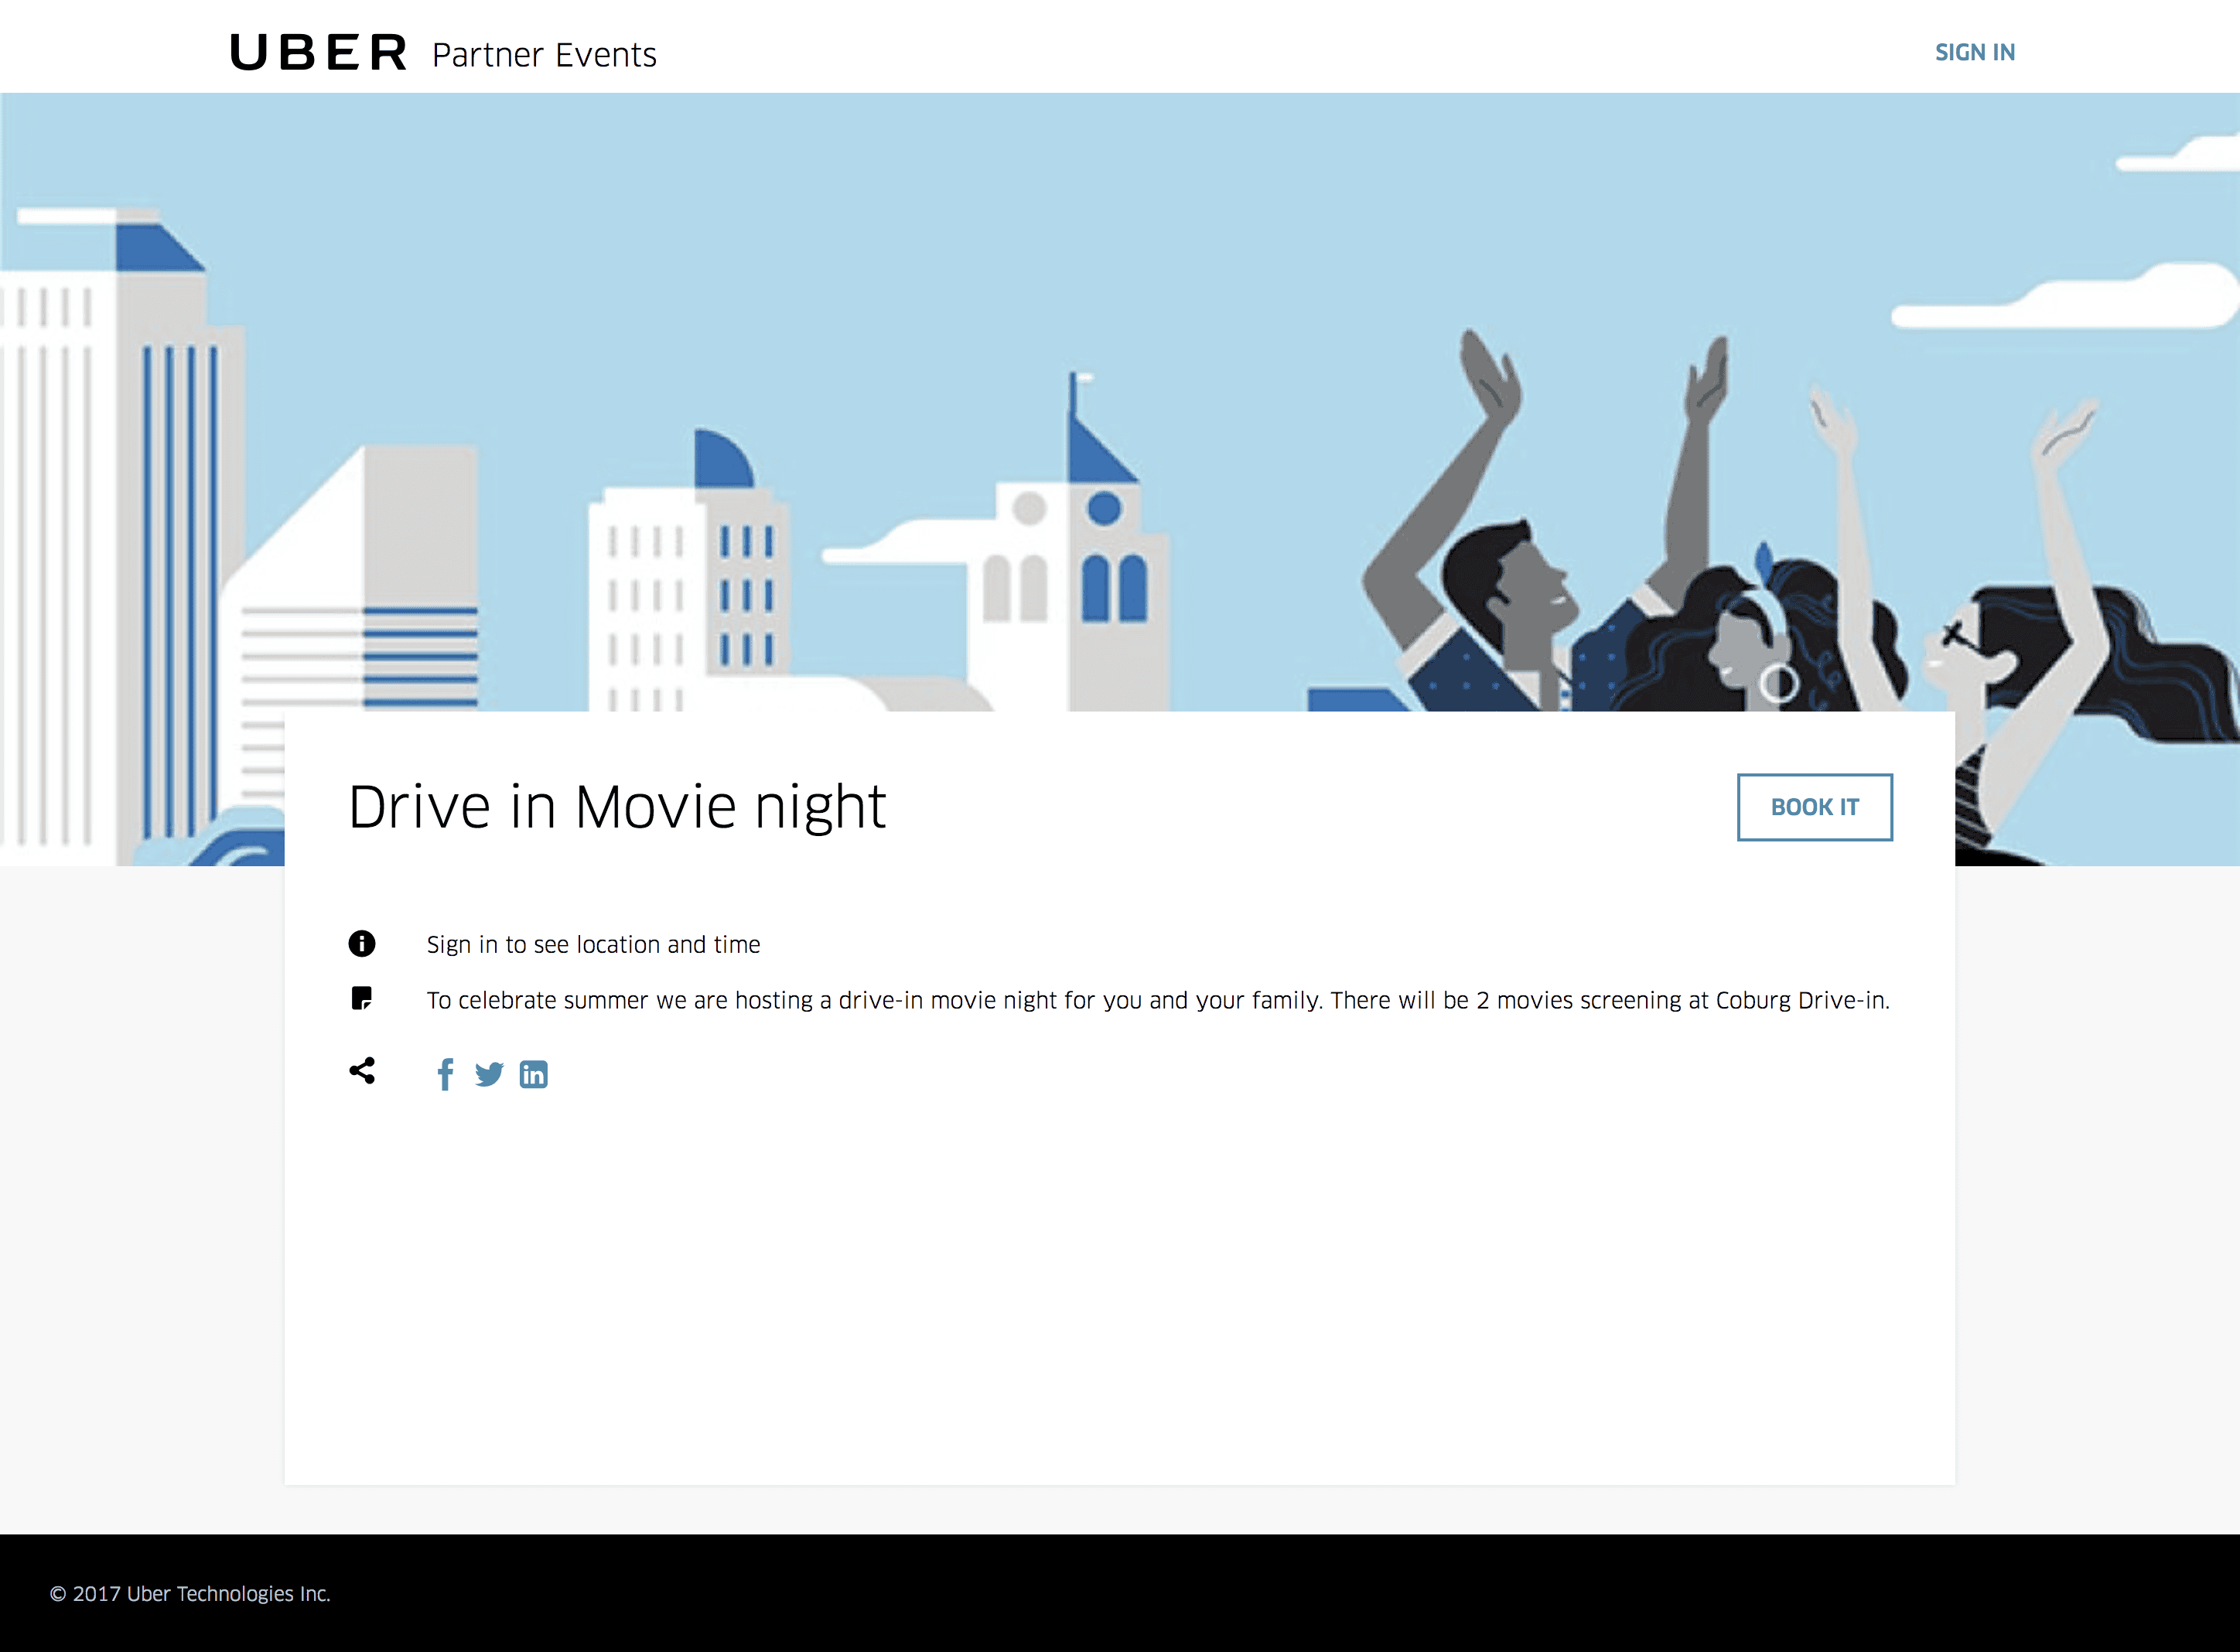 UBER Partner Events
SIGN IN
Drive in Movie night
BOOK IT
Sign in to see location and time
To celebrate summer we are hosting a drive-in movie night for you and your family. There will be 2 movies screening at Coburg Drive-in.
© 2017 Uber Technologies Inc.